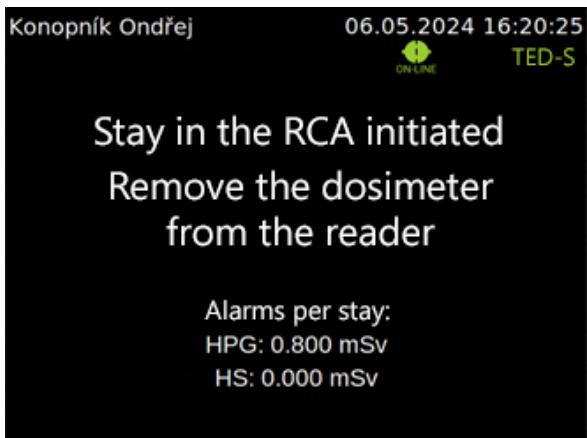 Konopník Ondřej 06.05.2024 16:20:25
ON-LINE TED-S
Stay in the RCA initiated
Remove the dosimeter
from the reader
Alarms per stay:
HPG: 0.800 mSv
HS: 0.000 mSv